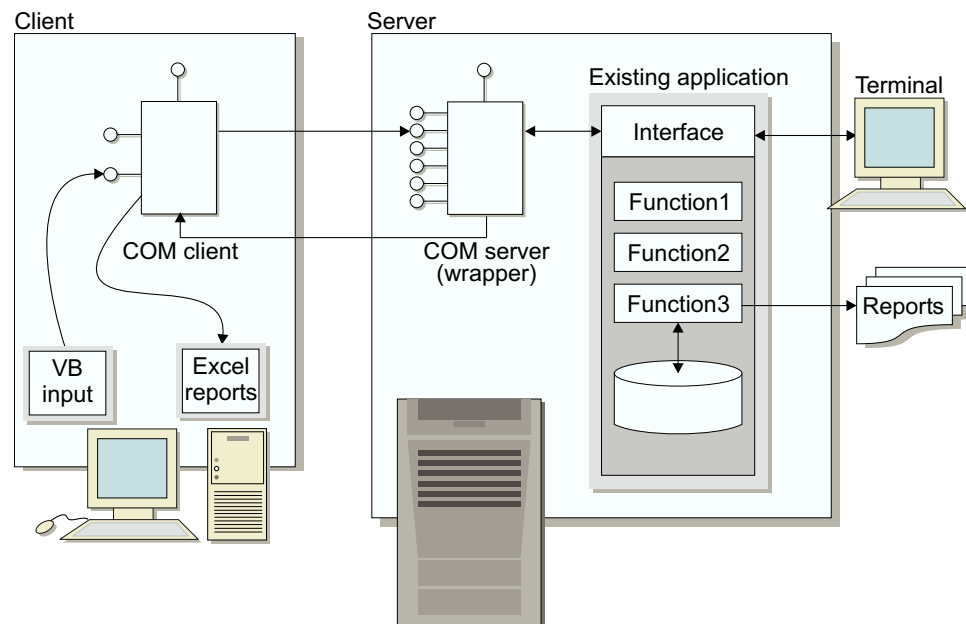 Client
Server
Existing application
Terminal
Interface
Function1
COM client
COM server
(wrapper)
Function2
Function3
Reports
VB
input
Excel
reports